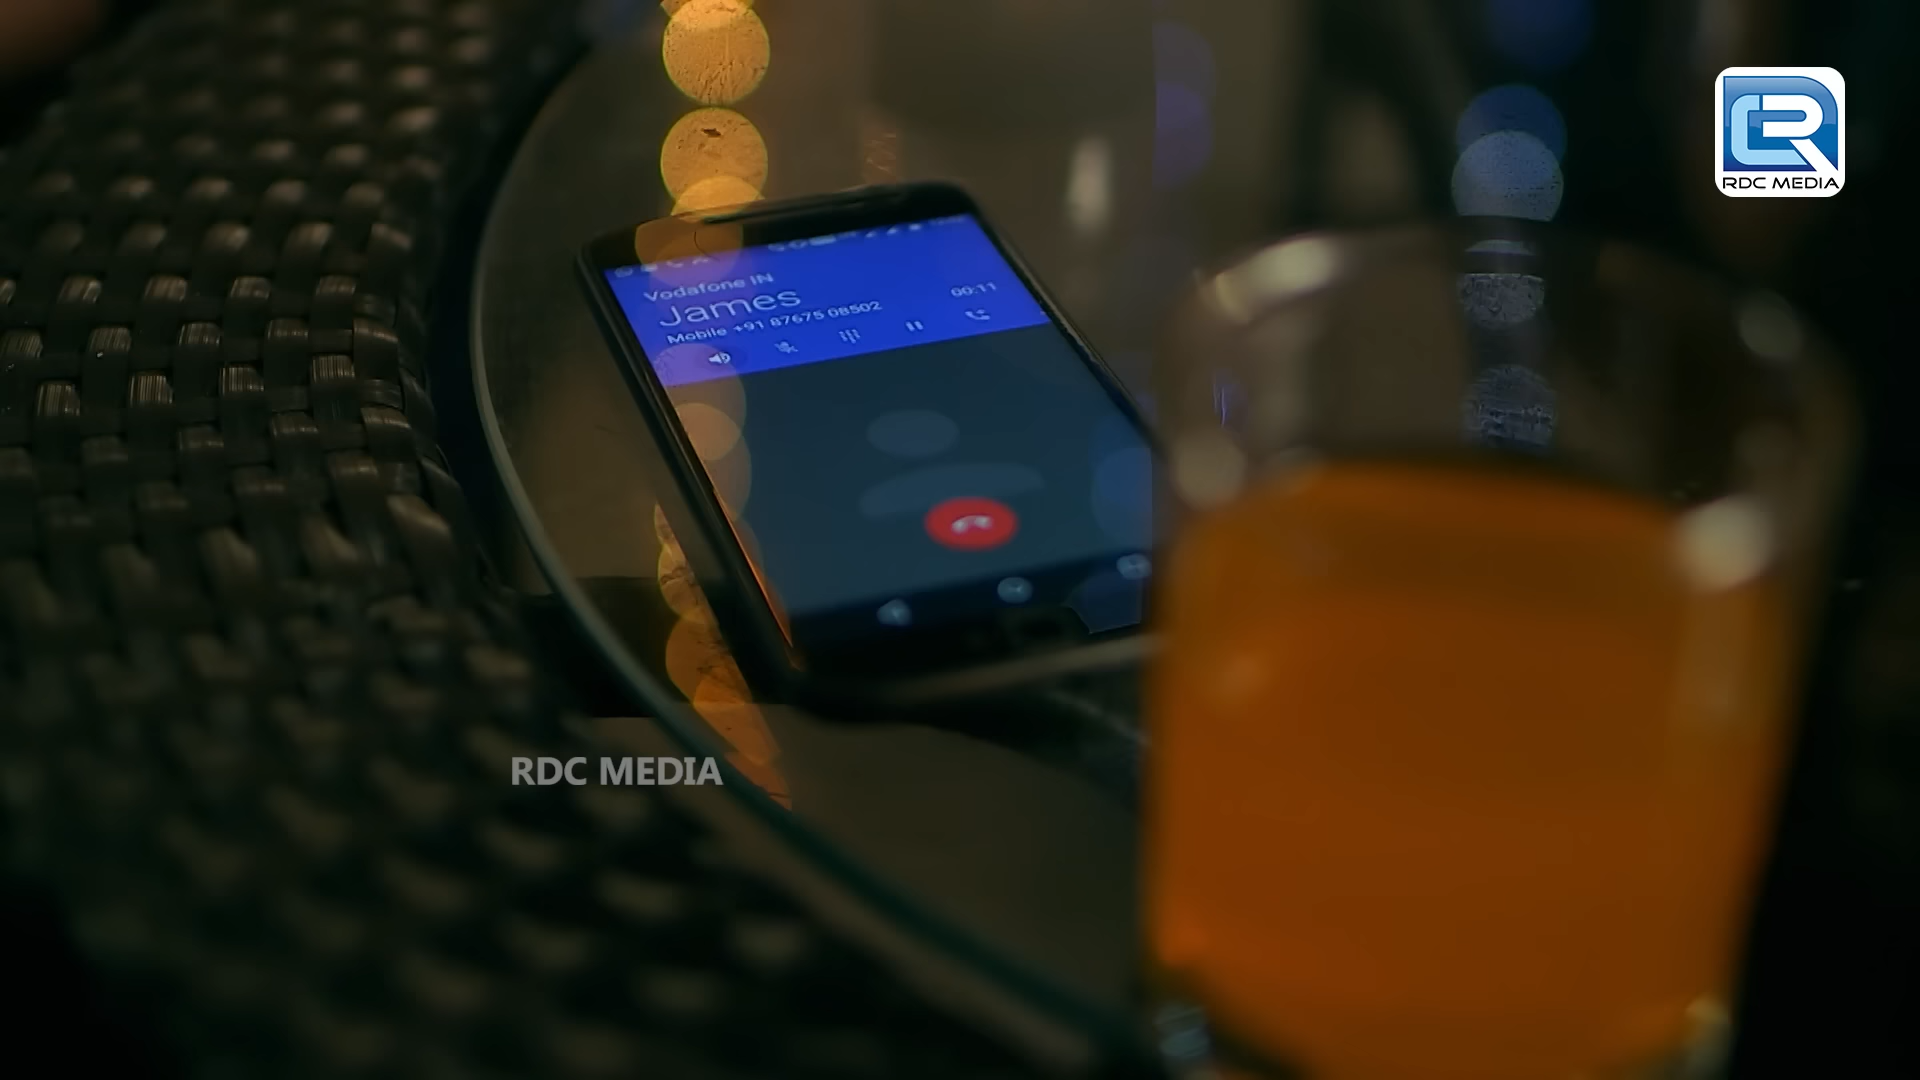 RDC MEDIA
Vodafone IN
James
00:11
Mobile +91 87675 08502
RDC MEDIA